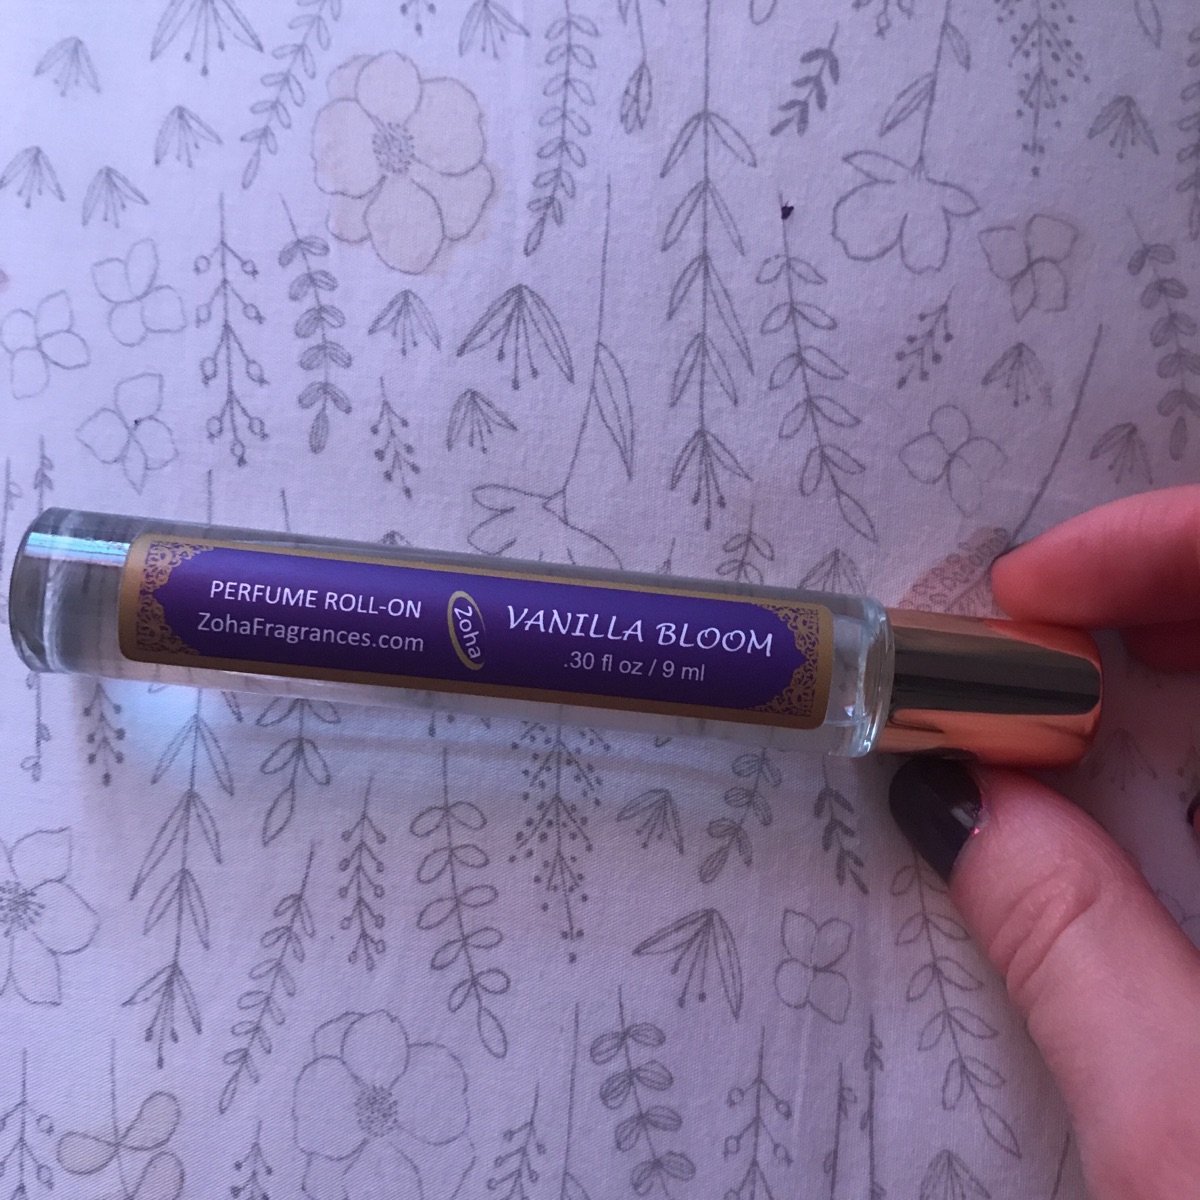 PERFUME ROLL-ON
ZohaFragrances.com
Zoha
VANILLA BLOOM
.30 fl oz / 9 ml